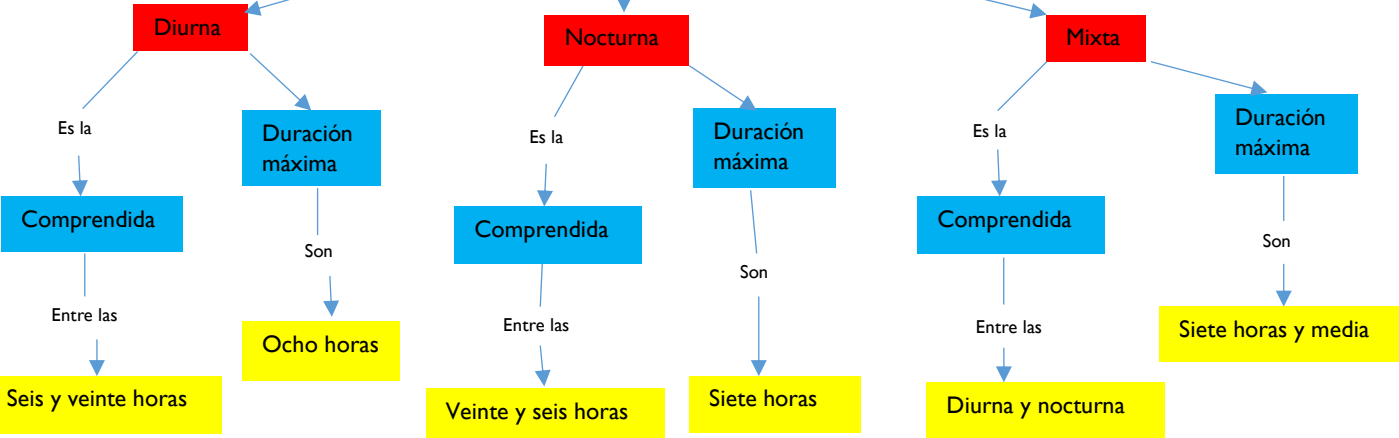 Diurna
Es la
Comprendida
Entre las
Seis y veinte horas
Duración
máxima
Son
Ocho horas
Nocturna
Es la
Comprendida
Entre las
Veinte y seis horas
Duración
máxima
Son
Siete horas
Mixta
Es la
Comprendida
Entre las
Diurna y nocturna
Duración
máxima
Son
Siete horas y media